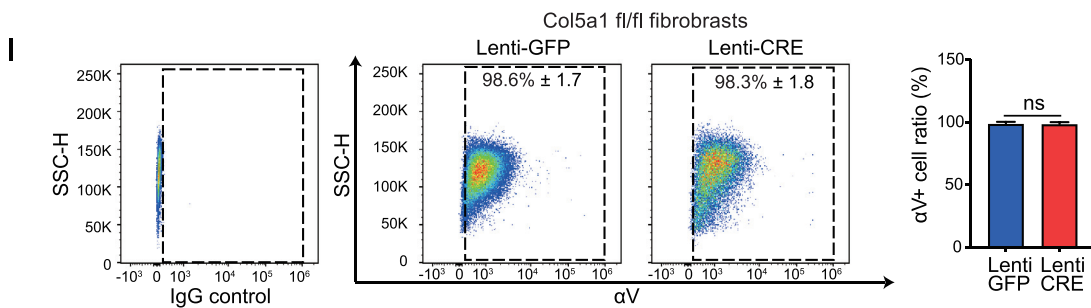 I
Col5a1 fl/fl fibrobrasts
Lenti-GFP
Lenti-CRE
SSC-H
250K
200K
150K
100K
50K
0
-10³ 0 10³ 10⁴ 10⁵ 10⁶
IgG control
SSC-H
250K
200K
150K
100K
50K
0
98.6% ± 1.7
-10³ 0 10³ 10⁴ 10⁵ 10⁶
98.3% ± 1.8
-10³ 0 10³ 10⁴ 10⁵ 10⁶
αV
αV+ cell ratio (%)
150
100
50
0
ns
Lenti GFP
Lenti CRE